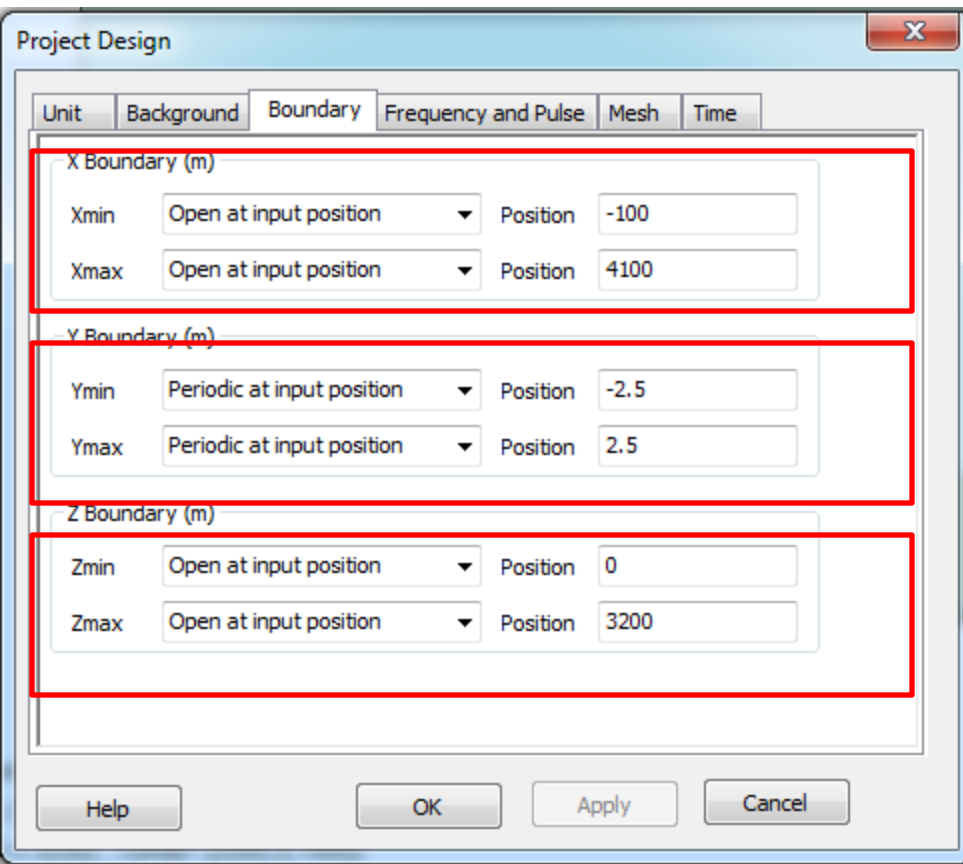 Project Design
Unit Background Boundary Frequency and Pulse Mesh Time
X Boundary (m)
Xmin Open at input position Position -100
Xmax Open at input position Position 4100
Y Boundary (m)
Ymin Periodic at input position Position -2.5
Ymax Periodic at input position Position 2.5
Z Boundary (m)
Zmin Open at input position Position 0
Zmax Open at input position Position 3200
Help OK Apply Cancel